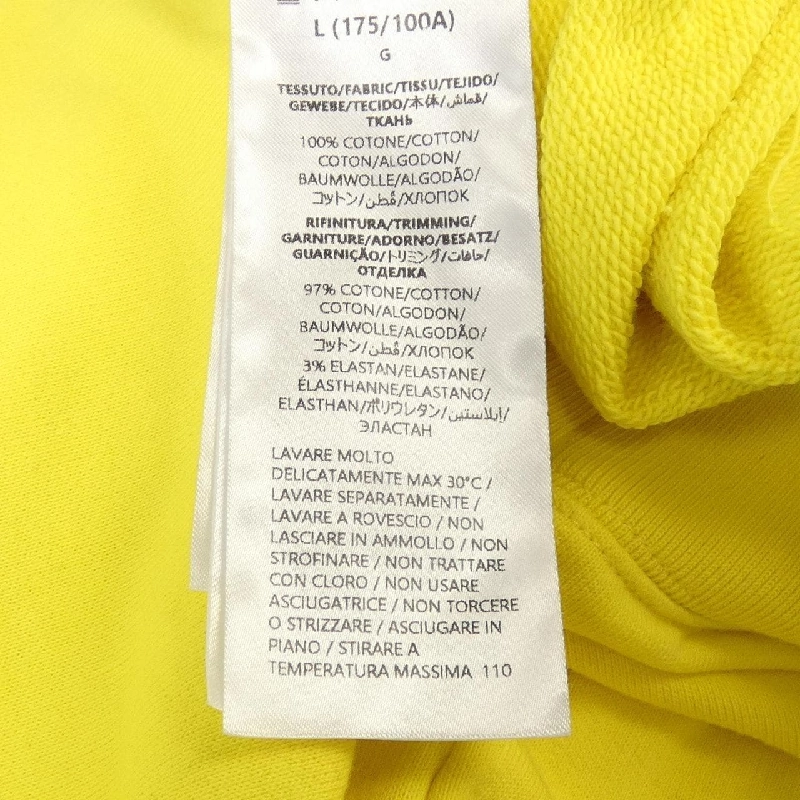 L (175/100A)
G
TESSUTO/FABRIC/TISSU/TEJIDO/
GEWEBE/TECIDO/本体/قماش/
ТКАНЬ
100% COTONE/COTTON/
COTON/ALGODON/
BAUMWOLLE/ALGODÃO/
コットン/قطن/ХЛОПОК
RIFINITURA/TRIMMING/
GARNITURE/ADORNO/BESATZ/
GUARNIÇÃO/トリミング/حافات/
ОТДЕЛКА
97% COTONE/COTTON/
COTON/ALGODON/
BAUMWOLLE/ALGODÃO/
コットン/قطن/ХЛОПОК
3% ELASTAN/ELASTANE/
ÉLASTHANNE/ELASTANO/
ELASTHAN/ポリウレタン/إيلاستين/
ЭЛАСТАН
LAVARE MOLTO
DELICATAMENTE MAX 30°C /
LAVARE SEPARATAMENTE /
LAVARE A ROVESCIO / NON
LASCIARE IN AMMOLLO / NON
STROFINARE / NON TRATTARE
CON CLORO / NON USARE
ASCIUGATRICE / NON TORCERE
O STRIZZARE / ASCIUGARE IN
PIANO / STIRARE A
TEMPERATURA MASSIMA 110